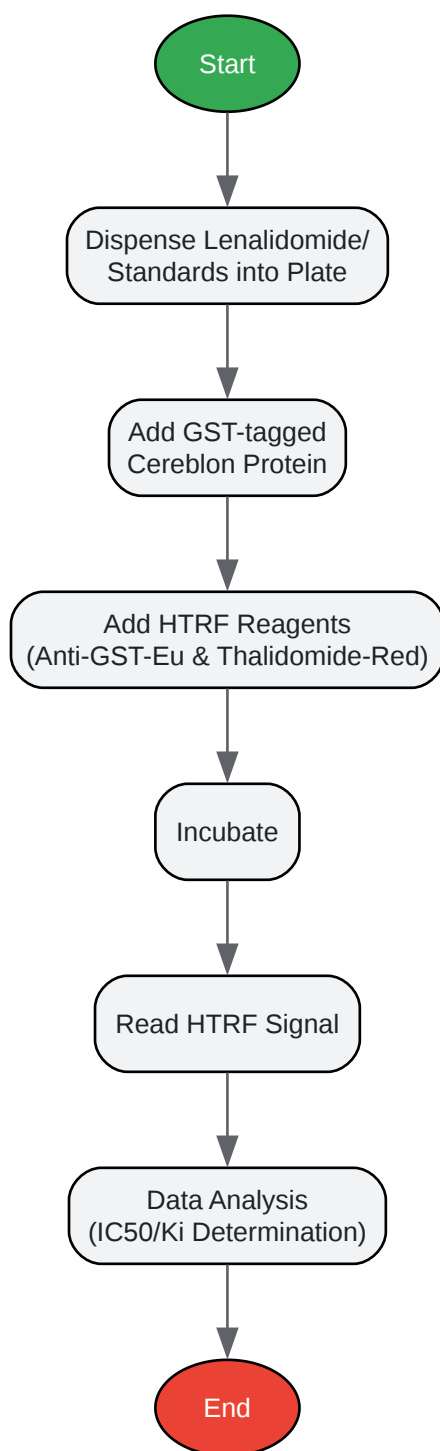 Start
Dispense Lenalidomide/
Standards into Plate
Add GST-tagged
Cereblon Protein
Add HTRF Reagents
(Anti-GST-Eu & Thalidomide-Red)
Incubate
Read HTRF Signal
Data Analysis
(IC50/Ki Determination)
End